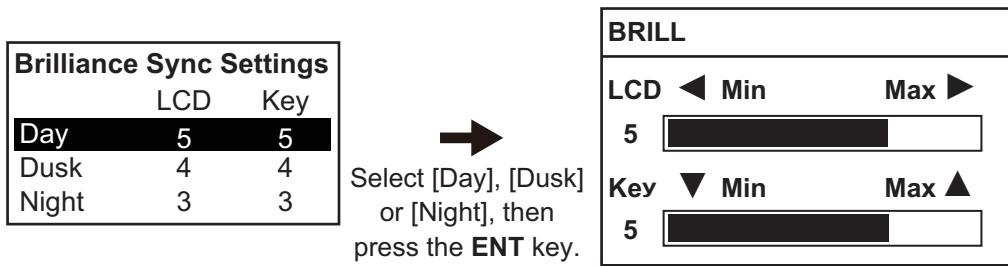 Brilliance Sync Settings
LCD Key
Day 5 5
Dusk 4 4
Night 3 3
Select [Day], [Dusk]
or [Night], then
press the ENT key.
BRILL
LCD ◀ Min Max ▶
5
Key ▼ Min Max ▲
5